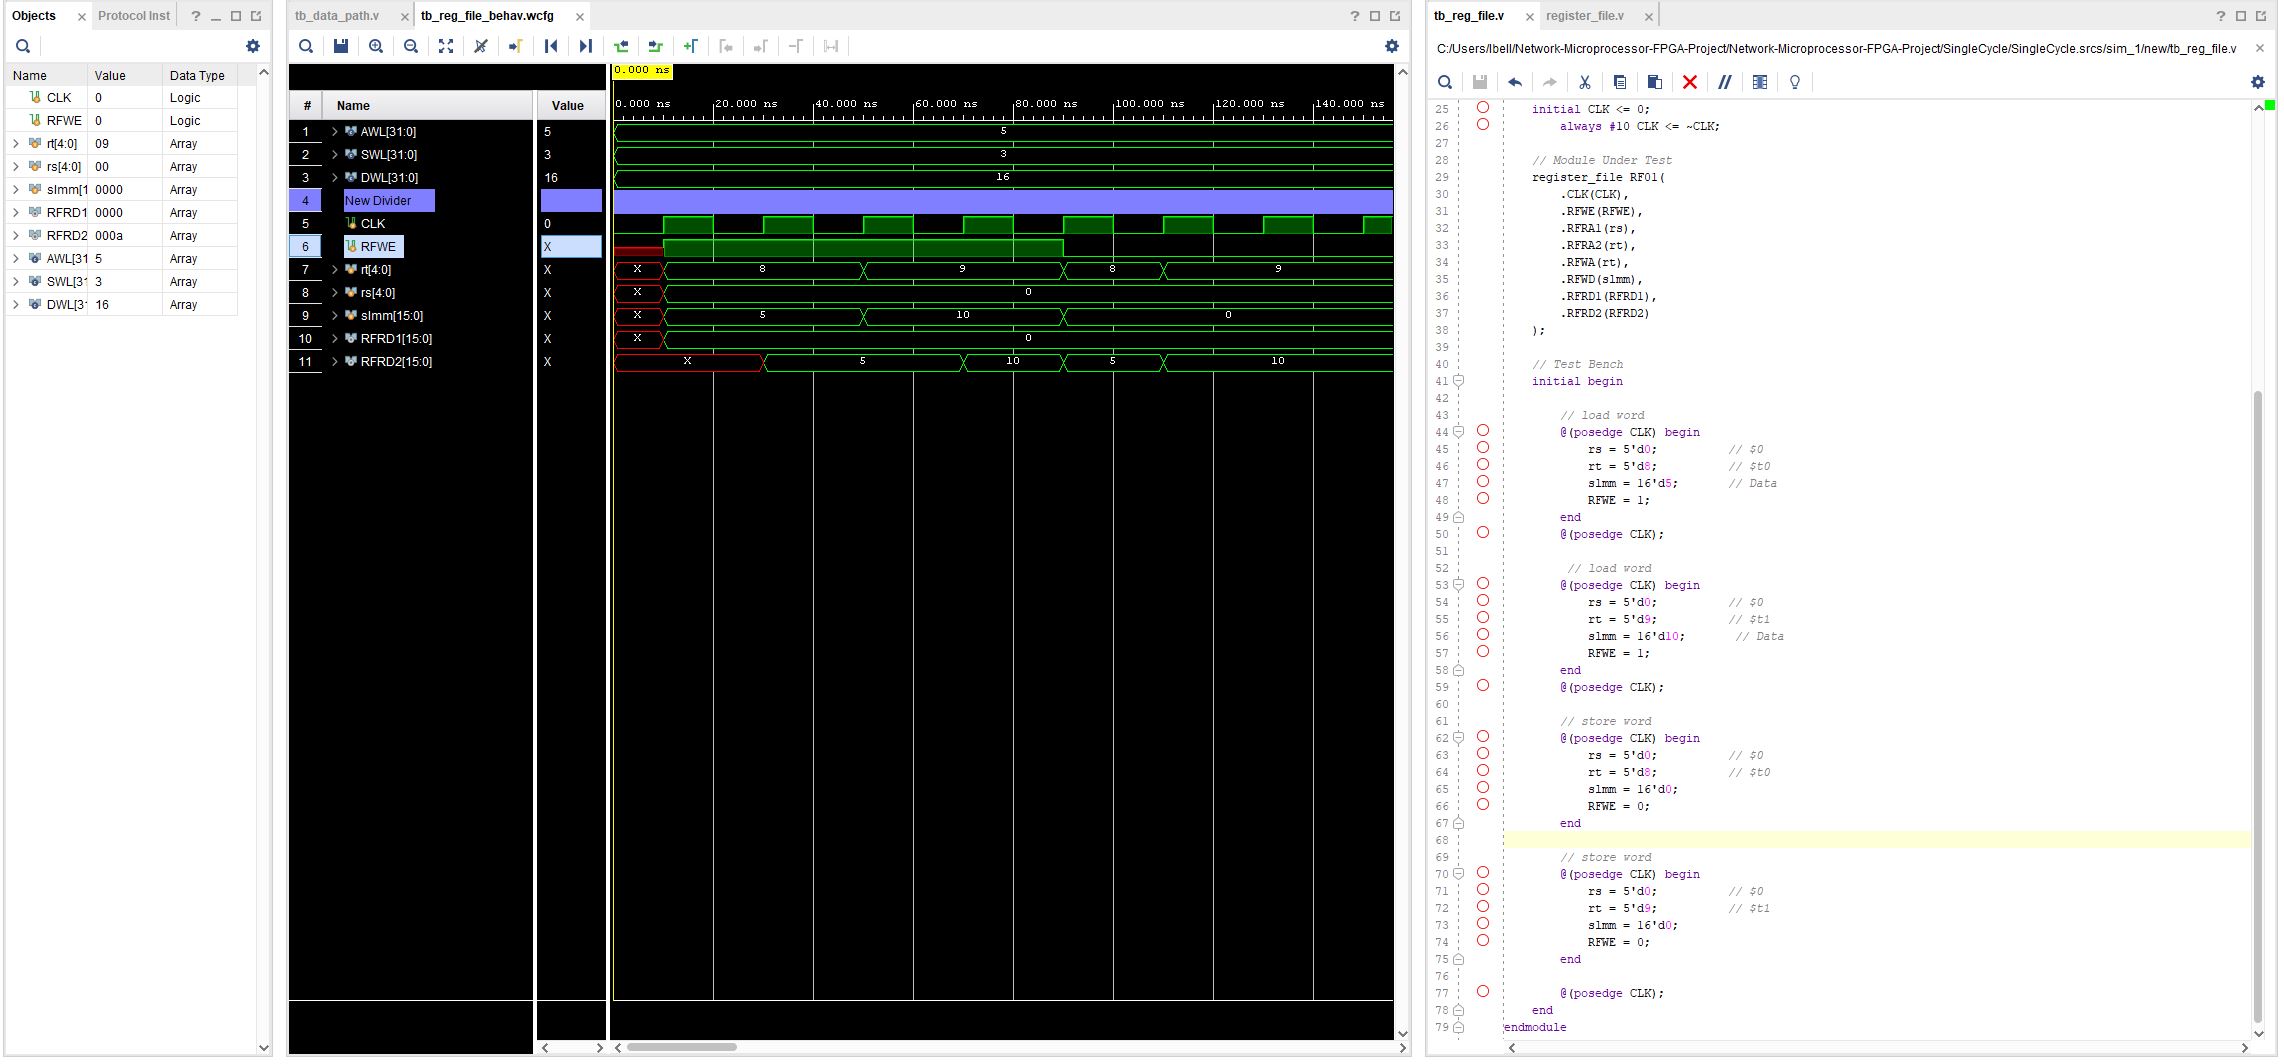 Objects
Protocol Inst
Name Value Data Type
CLK 0 Logic
RFWE 0 Logic
rt[4:0] 09 Array
rs[4:0] 00 Array
sImm[1 0000 Array
RFRD1 0000 Array
RFRD2 000a Array
AWL[31 5 Array
SWL[31 3 Array
DWL[31 16 Array
tb_data_path.v
tb_reg_file_behav.wcfg
0.000 ns
# Name Value
0.000 ns 20.000 ns 40.000 ns 60.000 ns 80.000 ns 100.000 ns 120.000 ns 140.000 ns
1 AWL[31:0] 5 5
2 SWL[31:0] 3 3
3 DWL[31:0] 16 16
4 New Divider
5 CLK 0
6 RFWE X
7 rt[4:0] X X 8 9 8 9
8 rs[4:0] X X 0
9 sImm[15:0] X X 5 10 0
10 RFRD1[15:0] X X 0
11 RFRD2[15:0] X X 5 10 5 10
tb_reg_file.v
register_file.v
C:/Users/lbell/Network-Microprocessor-FPGA-Project/Network-Microprocessor-FPGA-Project/SingleCycle/SingleCycle.srcs/sim_1/new/tb_reg_file.v
25 initial CLK <= 0;
26 always #10 CLK <= ~CLK;
27
28 // Module Under Test
29 register_file RF01(
30 .CLK(CLK),
31 .RFWE(RFWE),
32 .RFRA1(rs),
33 .RFRA2(rt),
34 .RFWA(rt),
35 .RFWD(sImm),
36 .RFRD1(RFRD1),
37 .RFRD2(RFRD2)
38 );
39
40 // Test Bench
41 initial begin
42
43 // load word
44 @(posedge CLK) begin
45 rs = 5'd0; // $0
46 rt = 5'd8; // $t0
47 sImm = 16'd5; // Data
48 RFWE = 1;
49 end
50 @(posedge CLK);
51
52 // load word
53 @(posedge CLK) begin
54 rs = 5'd0; // $0
55 rt = 5'd9; // $t1
56 sImm = 16'd10; // Data
57 RFWE = 1;
58 end
59 @(posedge CLK);
60
61 // store word
62 @(posedge CLK) begin
63 rs = 5'd0; // $0
64 rt = 5'd8; // $t0
65 sImm = 16'd0;
66 RFWE = 0;
67 end
68
69 // store word
70 @(posedge CLK) begin
71 rs = 5'd0; // $0
72 rt = 5'd9; // $t1
73 sImm = 16'd0;
74 RFWE = 0;
75 end
76
77 @(posedge CLK);
78 end
79 endmodule